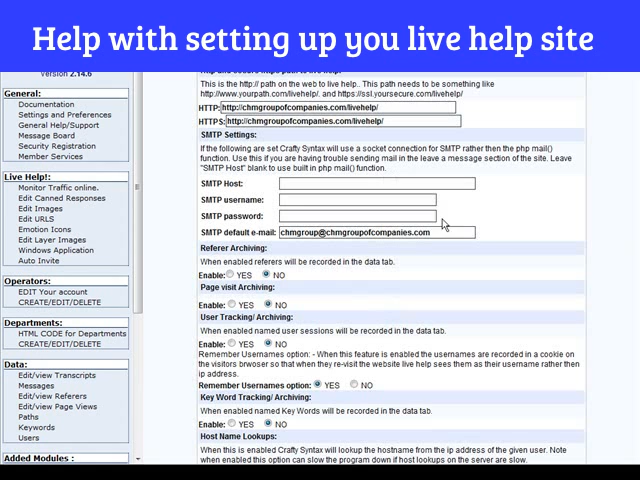 Help with setting up you live help site
Version 2.14.6
General:
Documentation
Settings and Preferences
General Help/Support
Message Board
Security Registration
Member Services
Live Help!:
Monitor Traffic online.
Edit Canned Responses
Edit Images
Edit URLS
Emotion Icons
Edit Layer Images
Windows Application
Auto Invite
Operators:
EDIT Your account
CREATE/EDIT/DELETE
Departments:
HTML CODE for Departments
CREATE/EDIT/DELETE
Data:
Edit/view Transcripts
Messages
Edit/view Referers
Edit/view Page Views
Paths
Keywords
Users
Added Modules :
This is the http:// path on the web to live help.. This path needs to be something like
http://www.yourpath.com/livehelp/. and https://ssl.yoursecure.com/livehelp/
HTTP: http://chmgroupofcompanies.com/livehelp/
HTTPS: http://chmgroupofcompanies.com/livehelp/
SMTP Settings:
If the following are set Crafty Syntax will use a socket connection for SMTP rather then the php mail()
function. Use this if you are having trouble sending mail in the leave a message section of the site. Leave
"SMTP Host" blank to use built in php mail() function.
SMTP Host:
SMTP username:
SMTP password:
SMTP default e-mail: chmgroup@chmgroupofcompanies.com
Referer Archiving:
When enabled referers will be recorded in the data tab.
Enable: YES NO
Page visit Archiving:
Enable: YES NO
User Tracking/ Archiving:
When enabled named user sessions will be recorded in the data tab.
Enable: YES NO
Remember Usernames option: - When this feature is enabled the usernames are recorded in a cookie on
the visitors brwoser so that when they re-visit the website live help sees them as their username rather then
ip address.
Remember Usernames option: YES NO
Key Word Tracking/ Archiving:
When enabled named Key Words will be recorded in the data tab.
Enable: YES NO
Host Name Lookups:
When this is enabled Crafty Syntax will lookup the hostname from the ip address of the given user. Note
when enabled this option can slow the program down if host lookups on the server are slow.